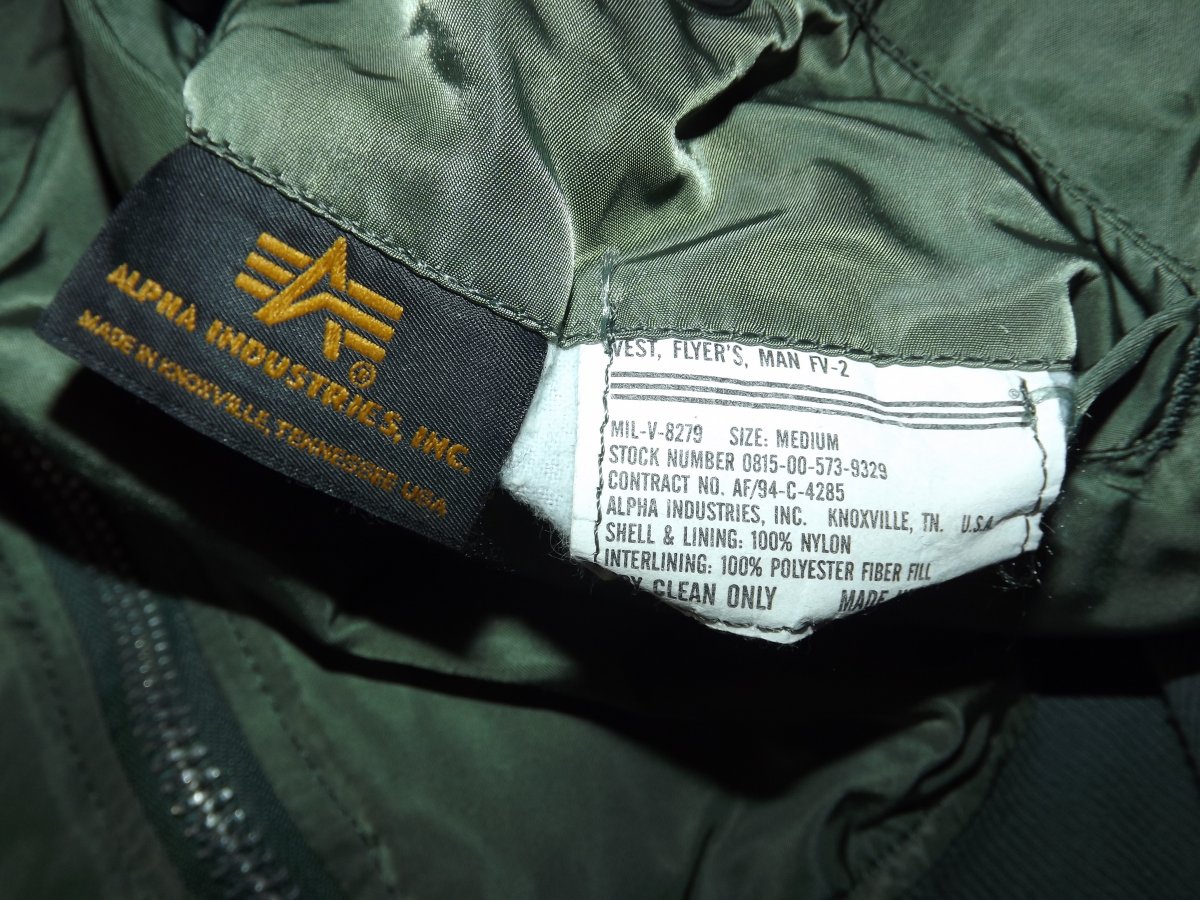 ALPHA INDUSTRIES, INC.
MADE IN KNOXVILLE, TENNESSEE USA
VEST, FLYER'S, MAN FV-2
MIL-V-8279 SIZE: MEDIUM
STOCK NUMBER 0815-00-573-9329
CONTRACT NO. AF/94-C-4285
ALPHA INDUSTRIES, INC. KNOXVILLE, TN. U.S.A.
SHELL & LINING: 100% NYLON
INTERLINING: 100% POLYESTER FIBER FILL
CLEAN ONLY MADE